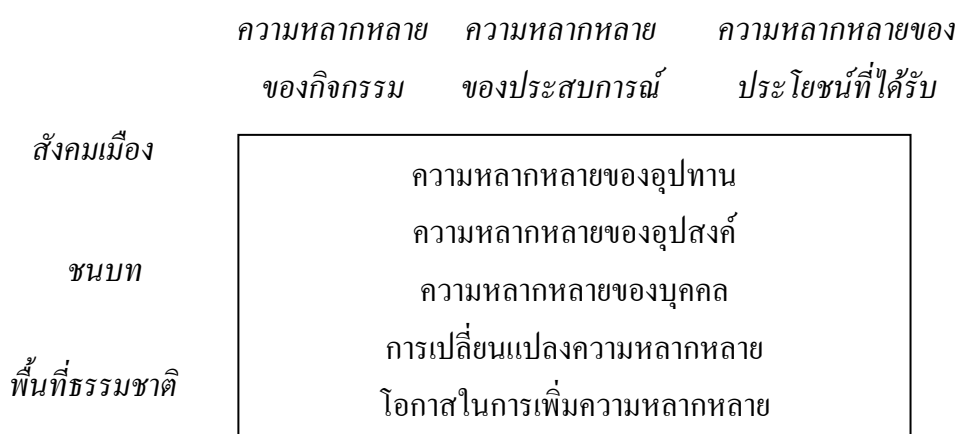 ความหลากหลาย ความหลากหลาย ความหลากหลายของ
ของกิจกรรม ของประสบการณ์ ประโยชน์ที่ได้รับ
สังคมเมือง
ความหลากหลายของอุปทาน
ความหลากหลายของอุปสงค์
ชนบท
ความหลากหลายของบุคคล
การเปลี่ยนแปลงความหลากหลาย
พื้นที่ธรรมชาติ
โอกาสในการเพิ่มความหลากหลาย